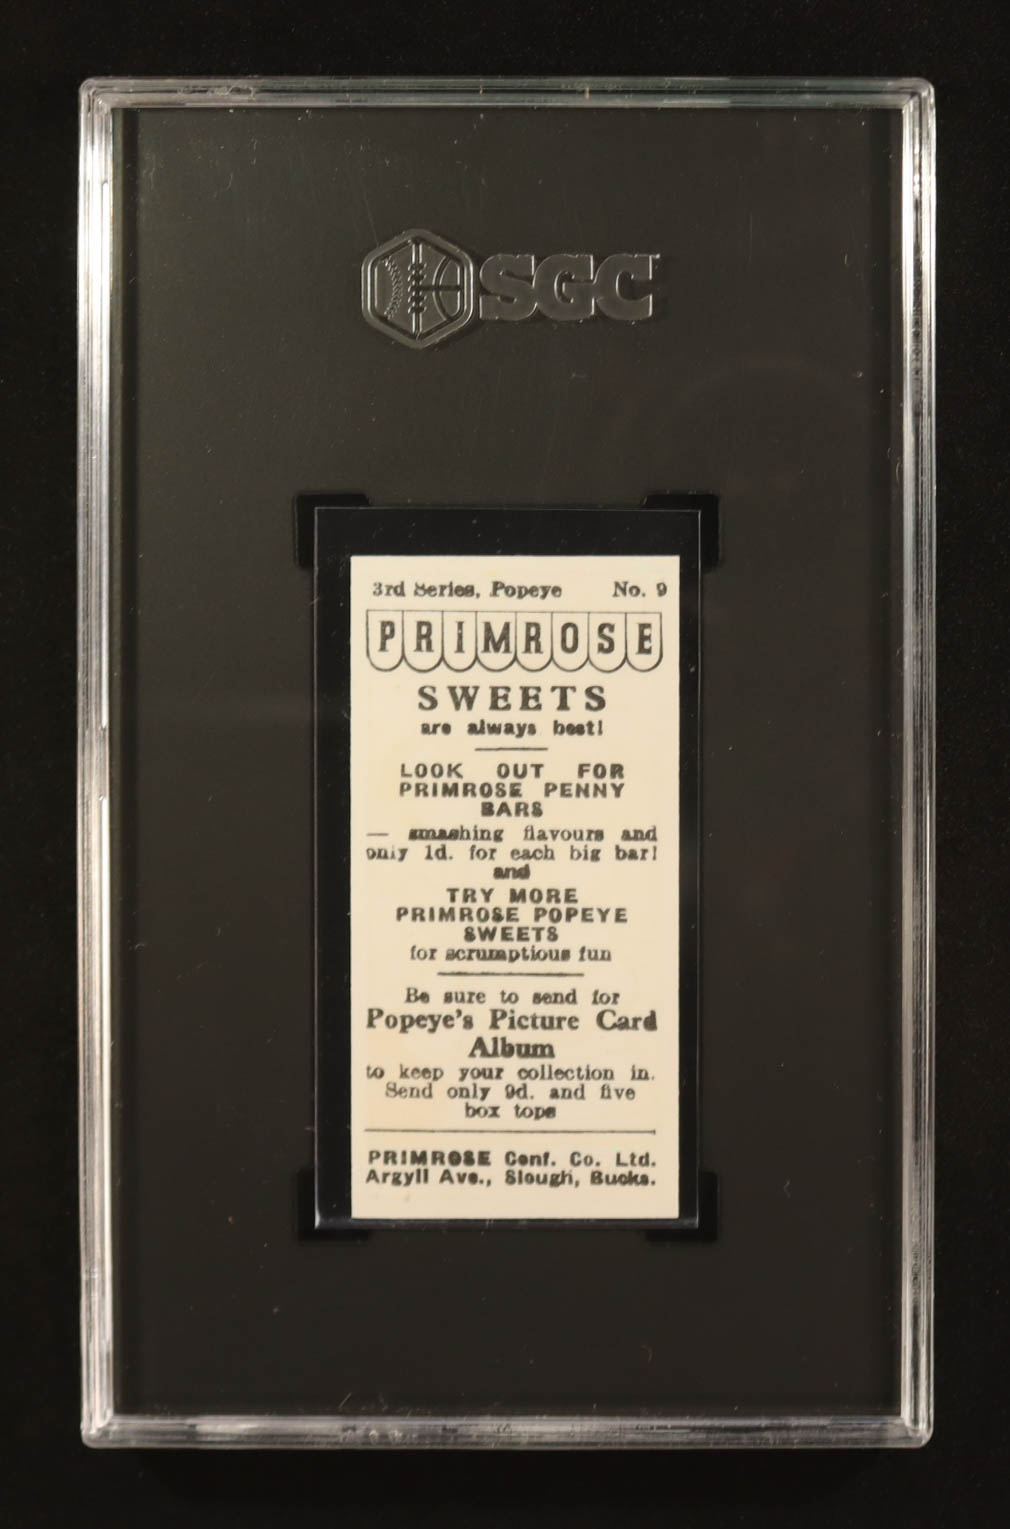 SGC
3rd Series, Popeye No. 9
PRIMROSE
SWEETS
are always best!
LOOK OUT FOR
PRIMROSE PENNY
BARS
— smashing flavours and
only 1d. for each big bar!
and
TRY MORE
PRIMROSE POPEYE
SWEETS
for scrumptious fun
Be sure to send for
Popeye's Picture Card
Album
to keep your collection in.
Send only 9d. and five
box tops
PRIMROSE Conf. Co. Ltd.
Argyll Ave., Slough, Bucks.